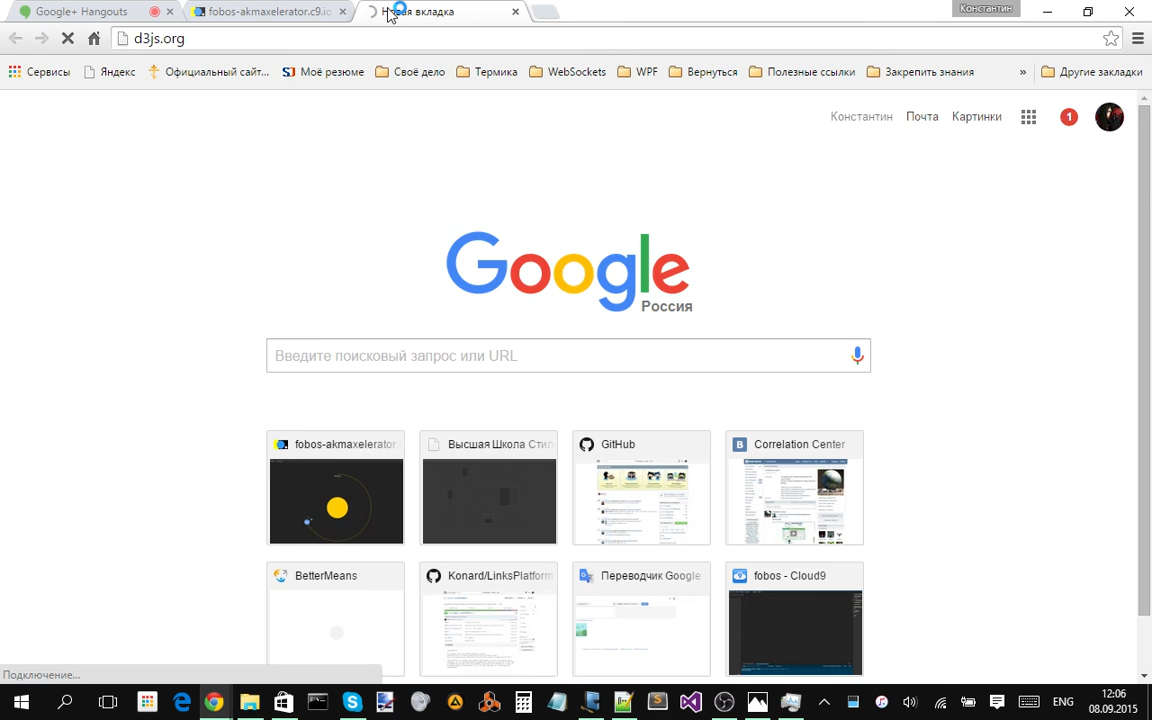 Google+ Hangouts
fobos-akmaxelerator.c9.io
Новая вкладка
Константин
d3js.org
Сервисы
Яндекс
Официальный сайт...
Моё резюме
Своё дело
Термика
WebSockets
WPF
Вернуться
Полезные ссылки
Закрепить знания
»
Другие закладки
Константин
Почта
Картинки
1
Google
Россия
Введите поисковый запрос или URL
fobos-akmaxelerator.
Высшая Школа Стил
GitHub
Correlation Center
BetterMeans
Konard/LinksPlatform
Переводчик Google
fobos - Cloud9
Подключение...
ENG
12:06
08.09.2015